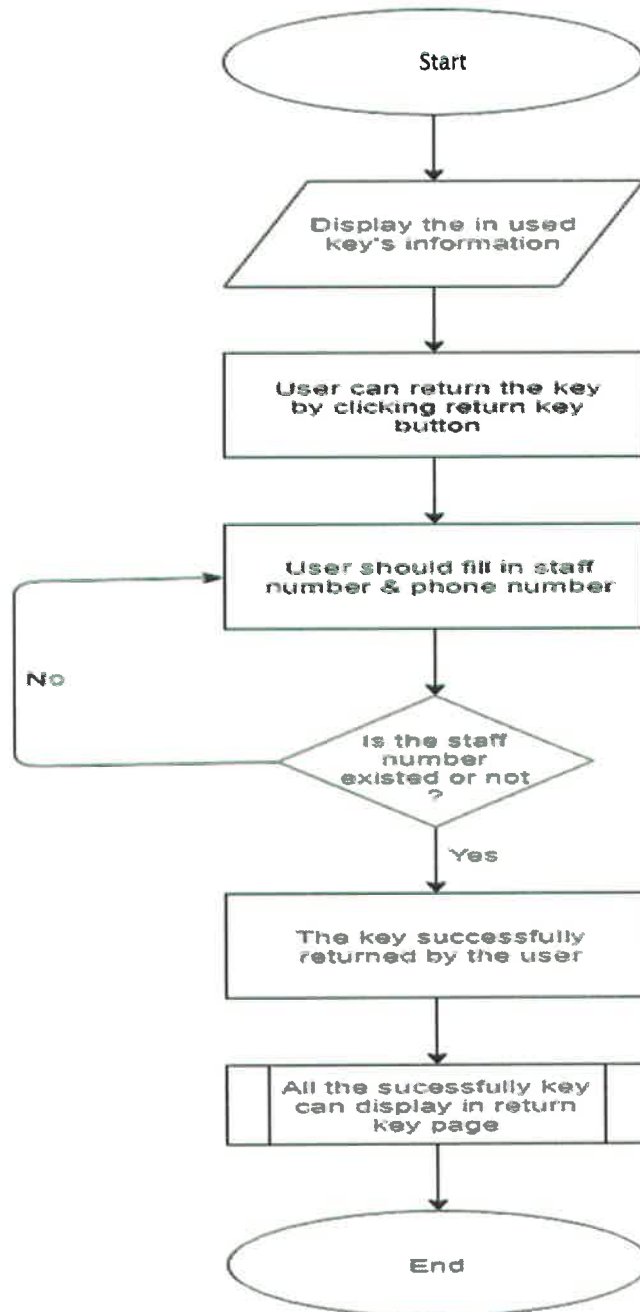 Start
Display the in used
key's information
User can return the key
by clicking return key
button
User should fill in staff
number & phone number
No
Is the staff
number
existed or not
?
Yes
The key successfully
returned by the user
All the sucessfully key
can display in return
key page
End